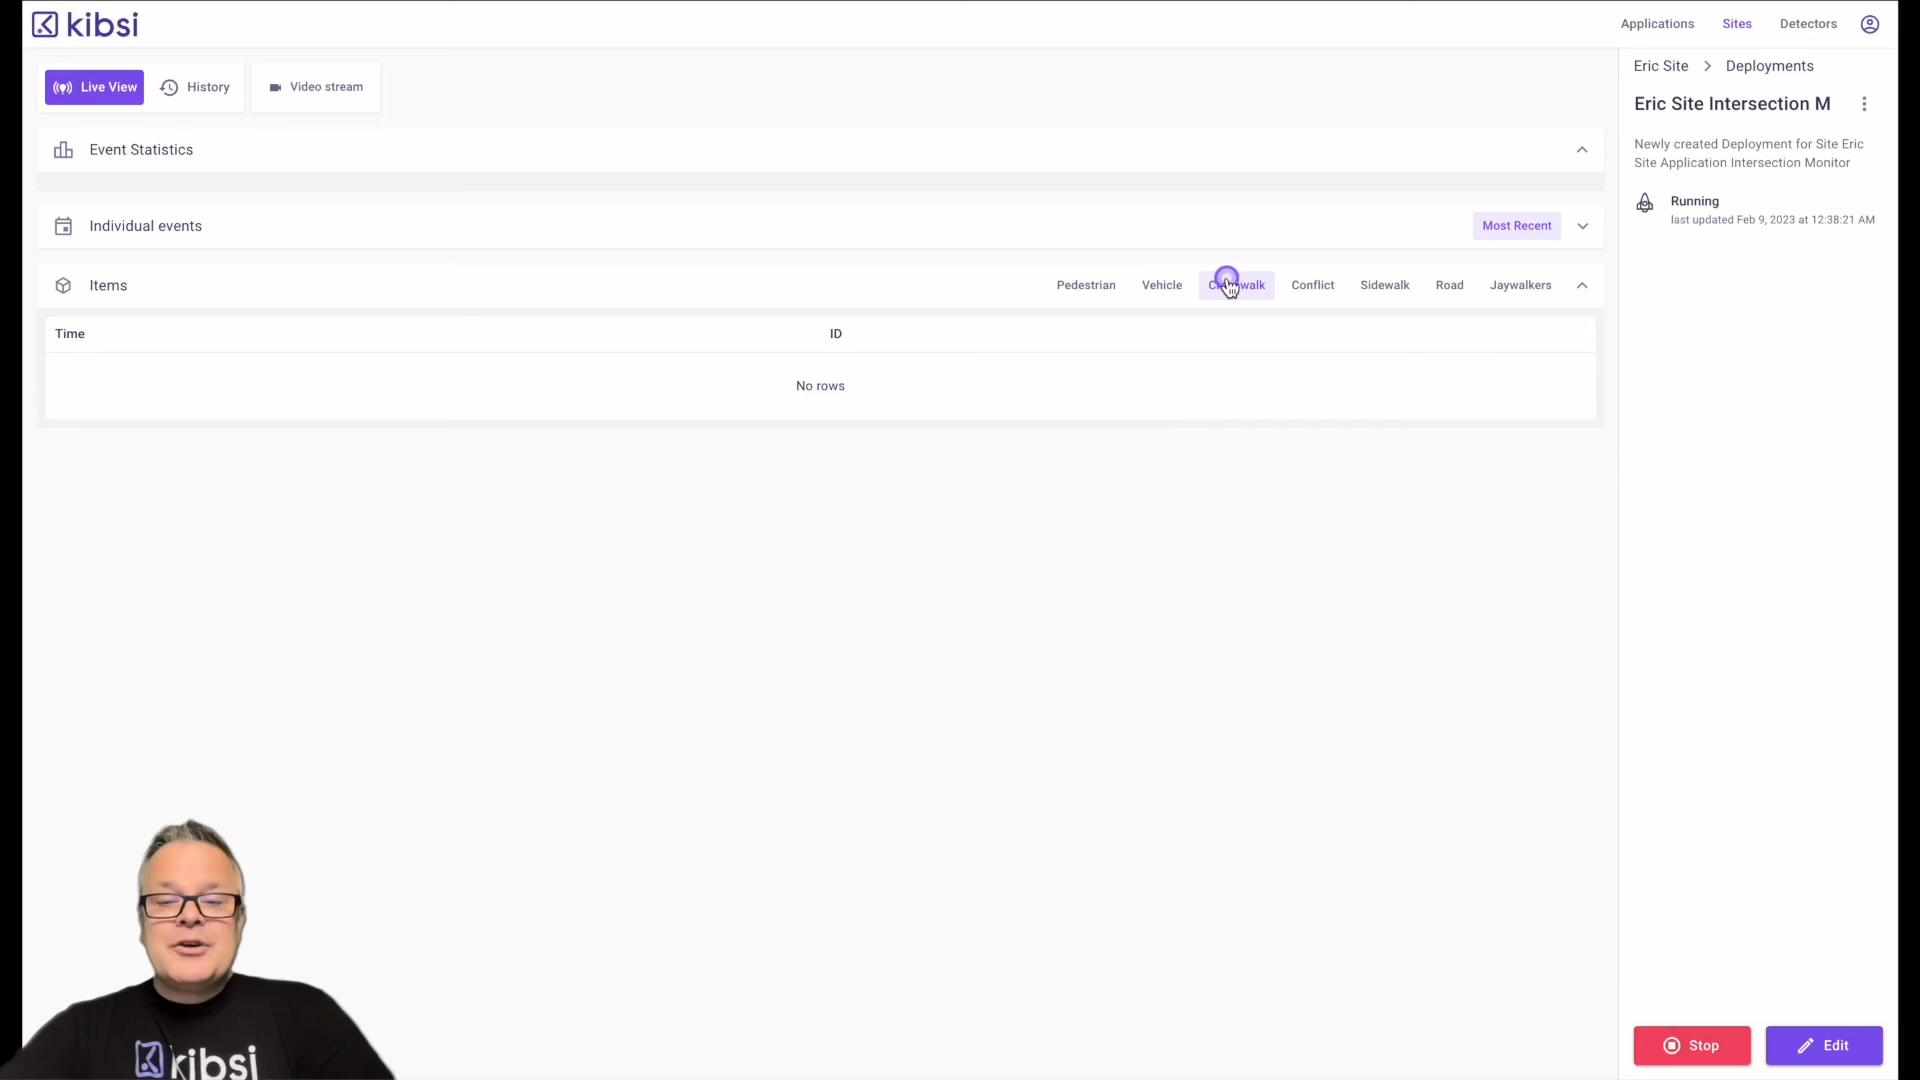 kibsi
Applications Sites Detectors
Live View History Video stream
Eric Site > Deployments
Eric Site Intersection M
Newly created Deployment for Site Eric
Site Application Intersection Monitor
Running
last updated Feb 9, 2023 at 12:38:21 AM
Event Statistics
Individual events Most Recent
Items Pedestrian Vehicle Conflict Sidewalk Road Jaywalkers
Time ID
No rows
kibsi
Stop Edit